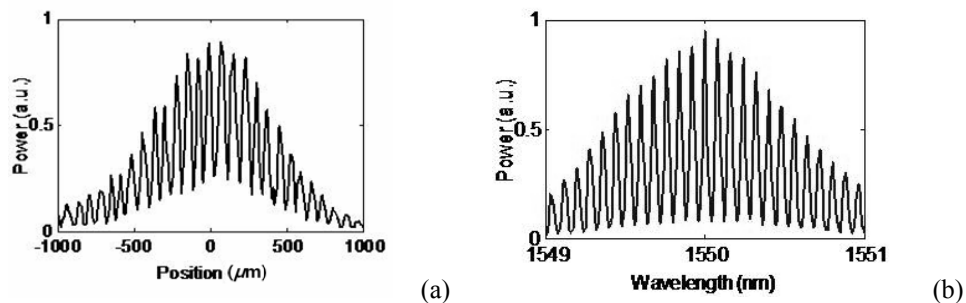 1
0.5
0
Power (a.u.)
-1000 -500 0 500 1000
Position (μm)
(a)
1
0.5
0
Power (a.u.)
1549 1550 1551
Wavelength (nm)
(b)